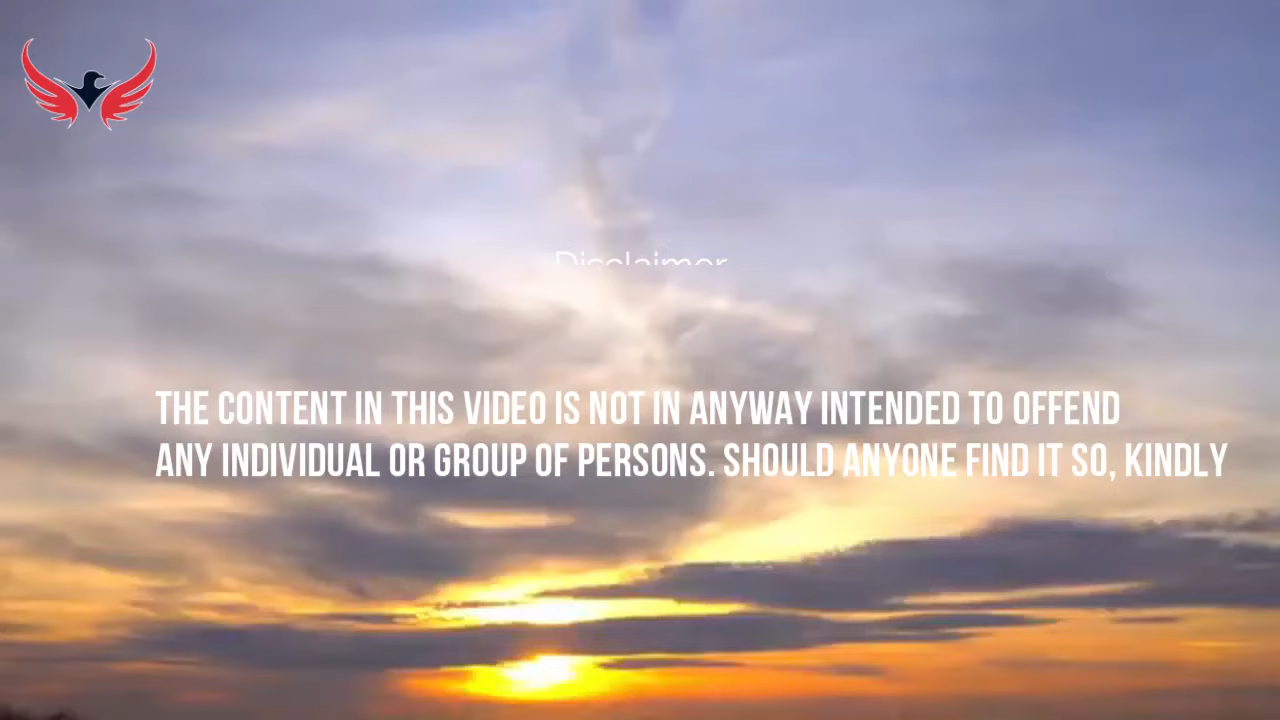 Disclaimer
THE CONTENT IN THIS VIDEO IS NOT IN ANYWAY INTENDED TO OFFEND
ANY INDIVIDUAL OR GROUP OF PERSONS. SHOULD ANYONE FIND IT SO, KINDLY